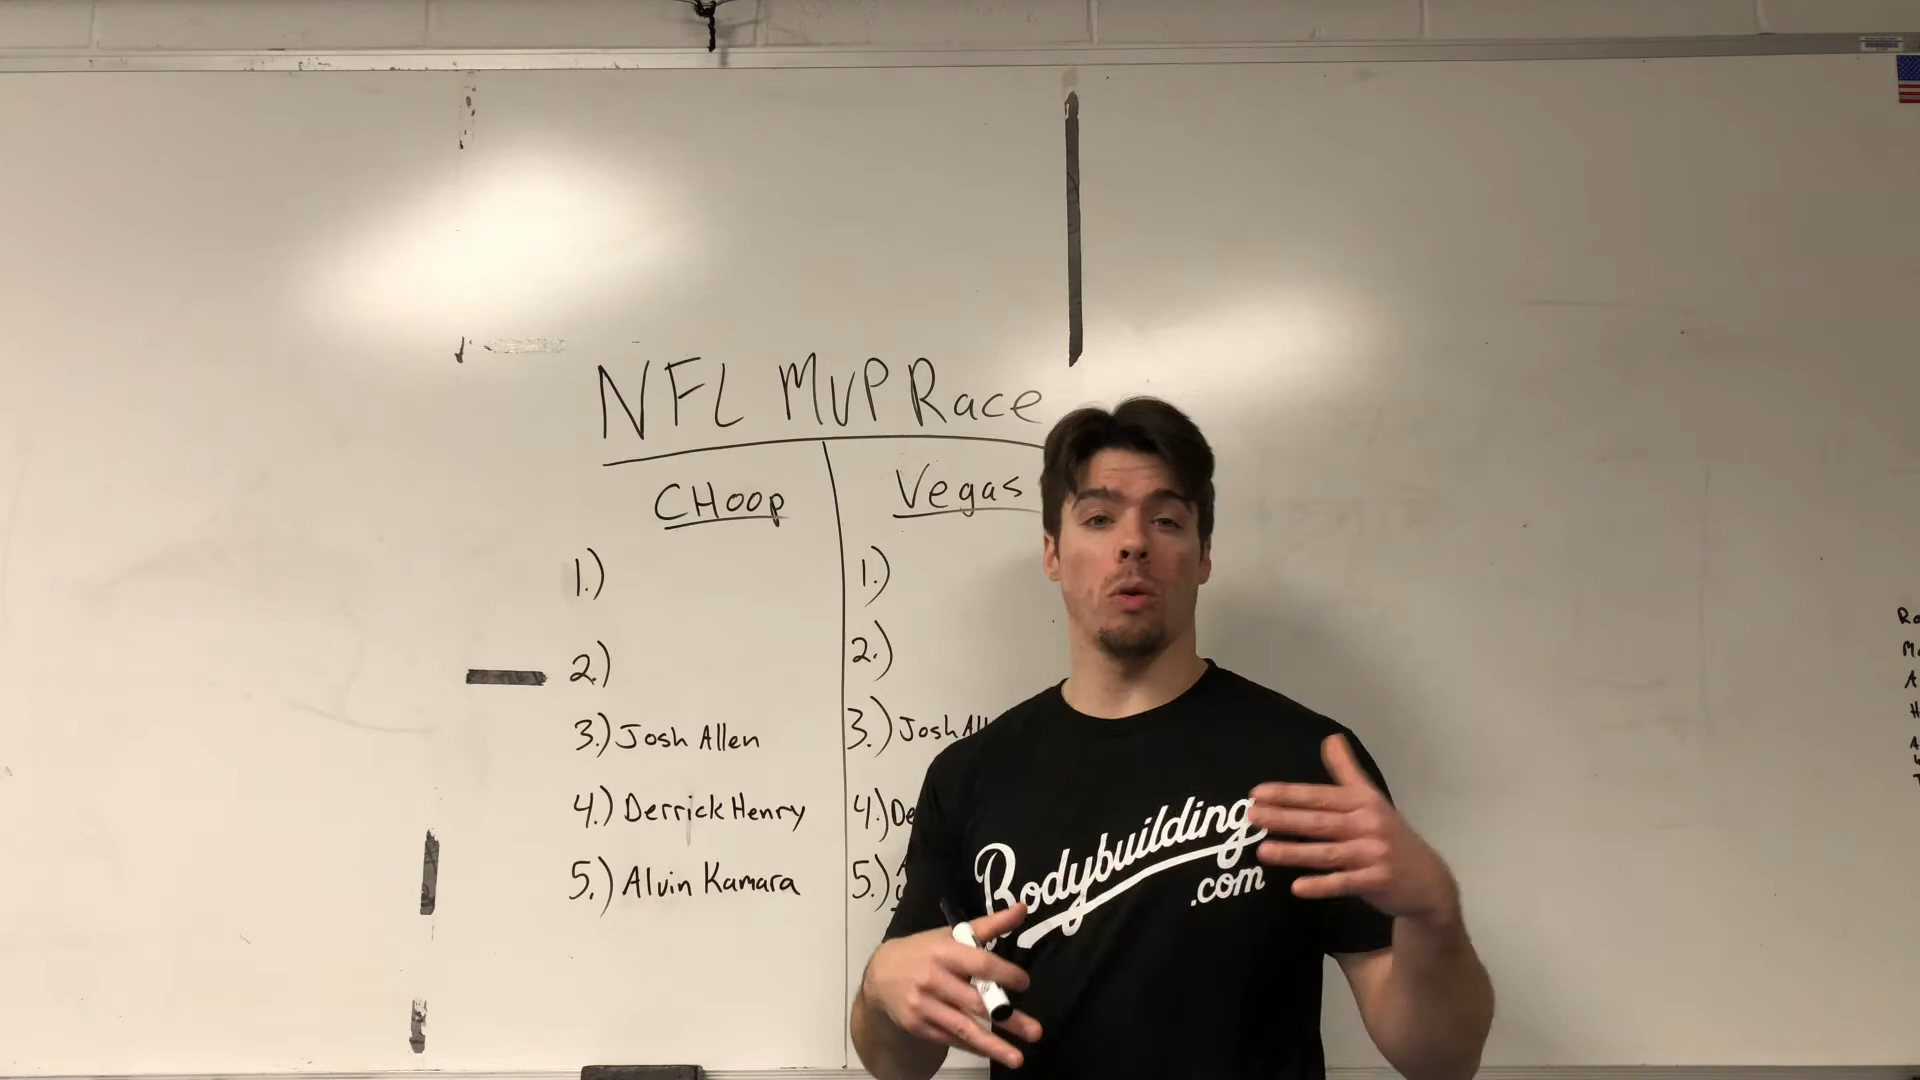 NFL MVP Race
CHoop
1.)
2.)
3.) Josh Allen
4.) Derrick Henry
5.) Alvin Kamara
Vegas
1.)
2.)
3.) Josh
4.)
5.)
Bodybuilding
.com